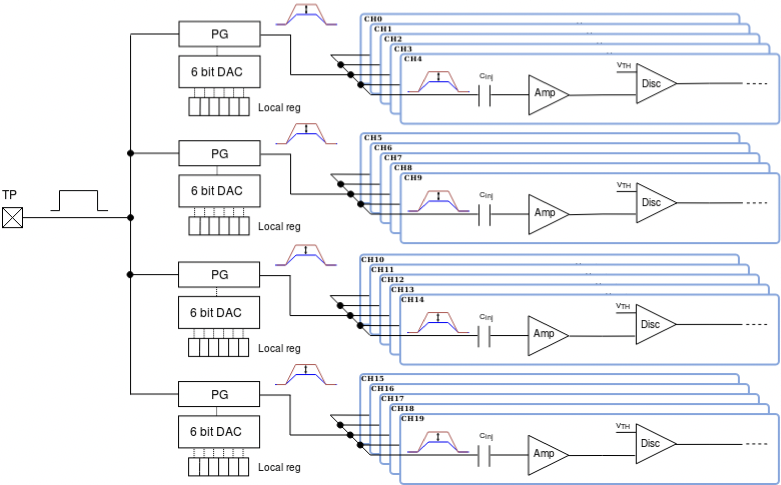 TP
PG
6 bit DAC
Local reg
CH0
CH1
CH2
CH3
CH4
Cinj
Amp
VTH
Disc
PG
6 bit DAC
Local reg
CH5
CH6
CH7
CH8
CH9
Cinj
Amp
VTH
Disc
PG
6 bit DAC
Local reg
CH10
CH11
CH12
CH13
CH14
Cinj
Amp
VTH
Disc
PG
6 bit DAC
Local reg
CH15
CH16
CH17
CH18
CH19
Cinj
Amp
VTH
Disc